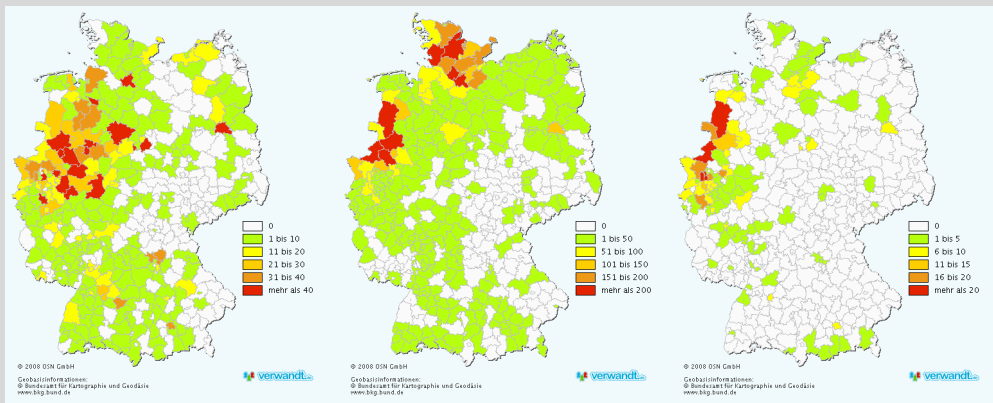 0
1 bis 10
11 bis 20
21 bis 30
31 bis 40
mehr als 40
© 2008 OSN GmbH
Geobasisinformationen:
© Bundesamt für Kartographie und Geodäsie
www.bkg.bund.de
verwandt.de
0
1 bis 50
51 bis 100
101 bis 150
151 bis 200
mehr als 200
© 2008 OSN GmbH
Geobasisinformationen:
© Bundesamt für Kartographie und Geodäsie
www.bkg.bund.de
verwandt.de
0
1 bis 5
6 bis 10
11 bis 15
16 bis 20
mehr als 20
© 2008 OSN GmbH
Geobasisinformationen:
© Bundesamt für Kartographie und Geodäsie
www.bkg.bund.de
verwandt.de